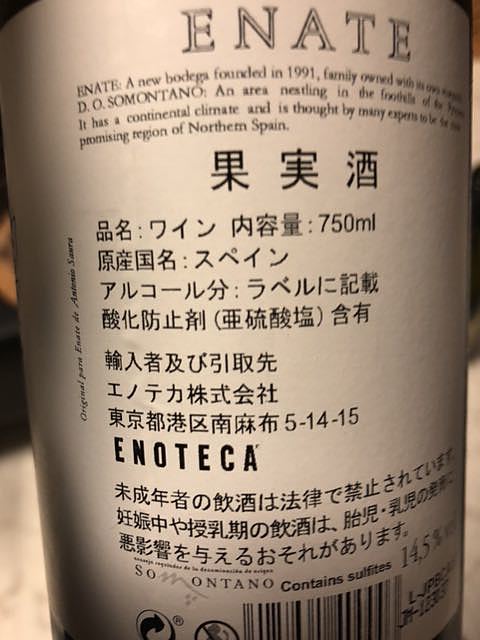 ENATE
ENATE: A new bodega founded in 1991, family owned with its own
D. O. SOMONTANO: An area nestling in the foothills of the
It has a continental climate and is thought by many experts to be the
promising region of Northern Spain.
果実酒
品名:ワイン 内容量:750ml
原産国名:スペイン
アルコール分:ラベルに記載
酸化防止剤(亜硫酸塩)含有
輸入者及び引取先
エノテカ株式会社
東京都港区南麻布5-14-15
ENOTECA
未成年者の飲酒は法律で禁止されています。
妊娠中や授乳期の飲酒は、胎児・乳児の発育に
悪影響を与えるおそれがあります。
consejo regulador de la denominación de origen
SOMONTANO
Contains sulfites
14,5%
Original para Enate de Antonio Saura